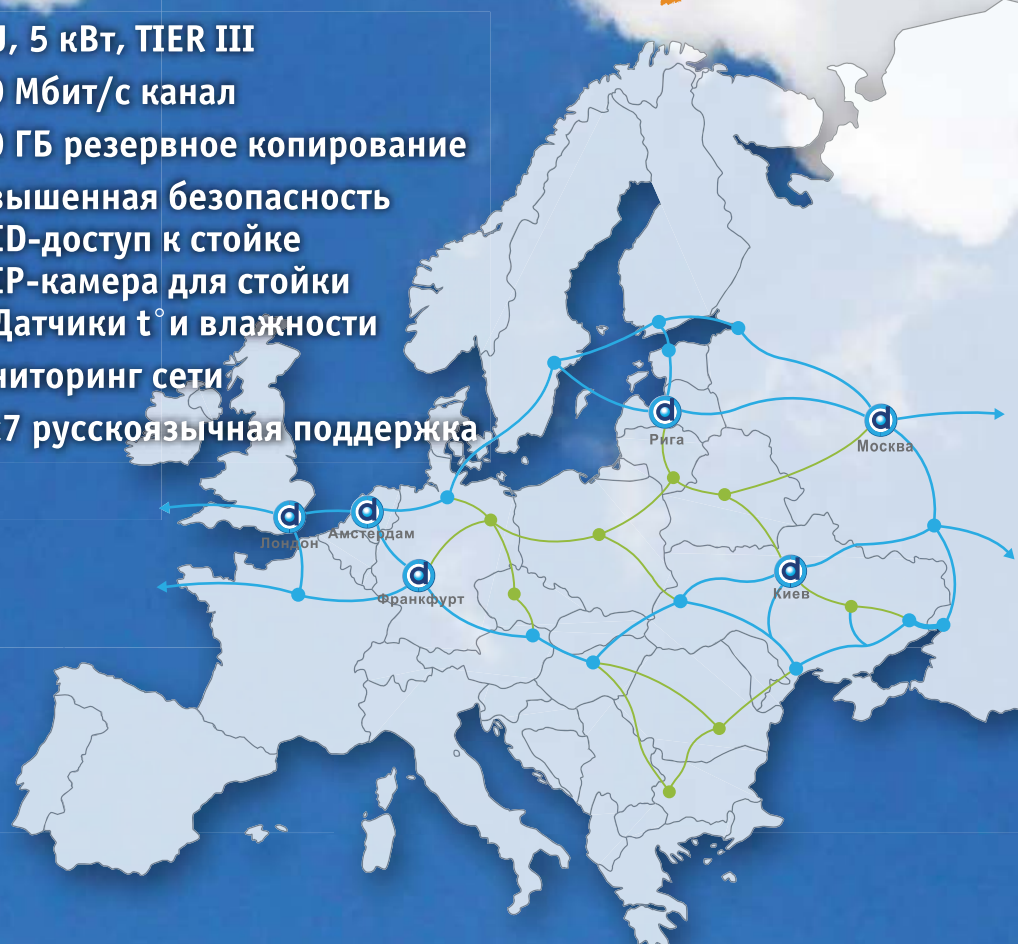 , 5 кВт, TIER III
Мбит/с канал
ГБ резервное копирование
вышенная безопасность
ID-доступ к стойке
IP-камера для стойки
Датчики t° и влажности
ниторинг сети
7 русскоязычная поддержка
Рига
Москва
Лондон
Амстердам
Франкфурт
Киев